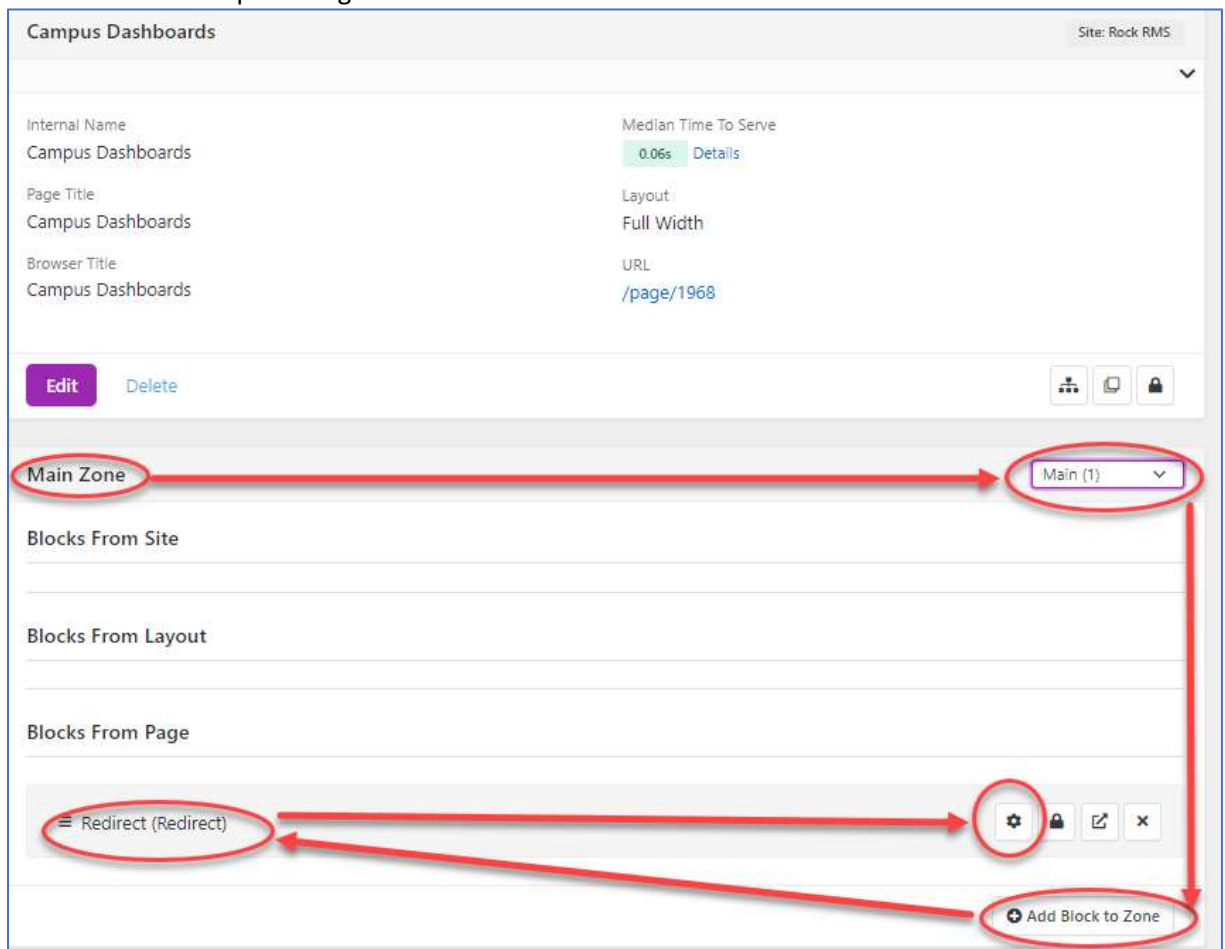 Campus Dashboards
Site: Rock RMS
Internal Name
Campus Dashboards
Median Time To Serve
0.06s Details
Page Title
Campus Dashboards
Layout
Full Width
Browser Title
Campus Dashboards
URL
/page/1968
Edit Delete
Main Zone
Main (1)
Blocks From Site
Blocks From Layout
Blocks From Page
Redirect (Redirect)
Add Block to Zone